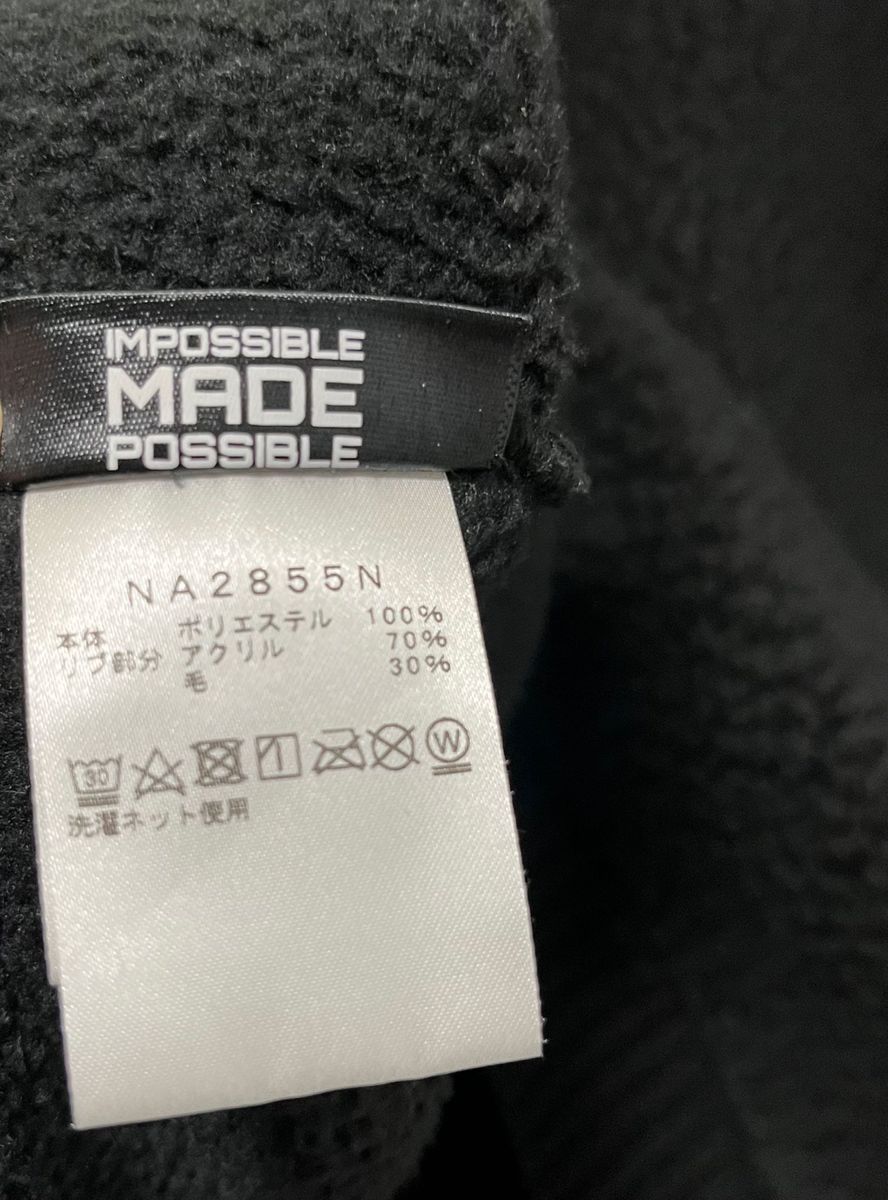 IMPOSSIBLE
MADE
POSSIBLE
NA2855N
本体 ポリエステル 100%
リブ部分 アクリル 70%
毛 30%
30 W
洗濯ネット使用